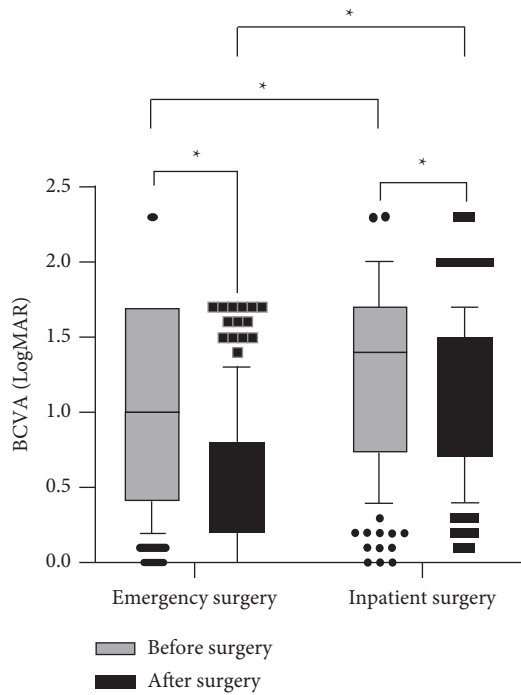 *
*
*
*
2.5
2.0
1.5
1.0
0.5
0.0
BCVA (LogMAR)
Emergency surgery
Inpatient surgery
Before surgery
After surgery